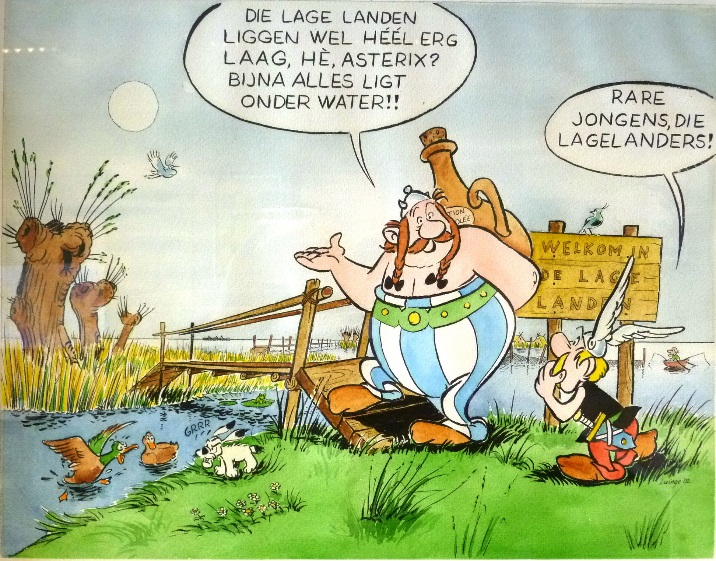 DIE LAGE LANDEN
LIGGEN WEL HÉÉL ERG
LAAG, HÈ, ASTERIX?
BIJNA ALLES LIGT
ONDER WATER!!
RARE
JONGENS, DIE
LAGELANDERS!
TION
WELKOM IN
DE LAGE
LANDEN
GRRR